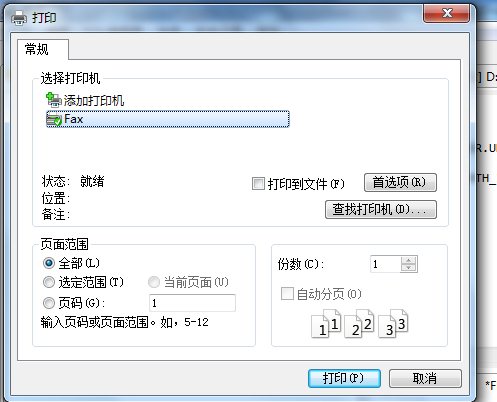 打印
常规
选择打印机
添加打印机
Fax
状态: 就绪
位置:
备注:
打印到文件(F)
首选项(R)
查找打印机(D)...
页面范围
全部(L)
选定范围(T)
当前页面(U)
页码(G):
1
输入页码或页面范围。如，5-12
份数(C):
1
自动分页(O)
1 1 2 2 3 3
打印(P)
取消
] D:
R.U
TH_
*F